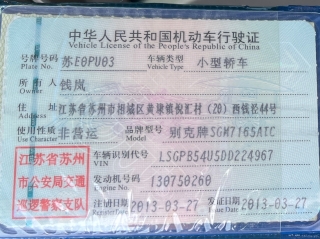 中华人民共和国机动车行驶证
Vehicle License of the People's Republic of China
号牌号码 苏E0PU03 车辆类型 小型轿车
Plate No. Vehicle Type
所有人 钱岚
Owner
住址 江苏省苏州市相城区黄埭镇倪汇村(20)西钱泾44号
Address
使用性质 非营运 品牌型号 别克牌SGM7165ATC
Use Character Model
江苏省苏州
市公安局交通
巡逻警察支队
车辆识别代号 LSGPB54U5DD224967
VIN
发动机号码 130750260
Engine No.
注册日期 2013-03-27 发证日期 2013-03-27
Register Date Issue Date